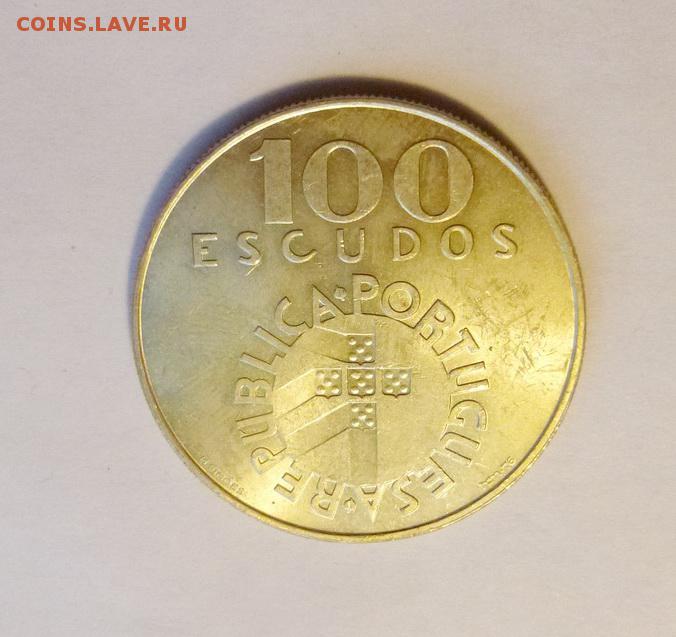 COINS.LAVE.RU
100
ESCUDOS
REPUBLICA·PORTUGUESA·